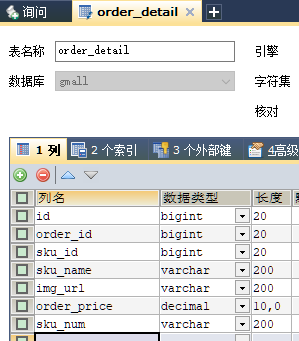 询问 order_detail
表名称 order_detail 引擎
数据库 gmall 字符集
核对
1 列 2 个索引 3 个外部键 4高级
列名 数据类型 长度
id bigint 20
order_id bigint 20
sku_id bigint 20
sku_name varchar 200
img_url varchar 200
order_price decimal 10,0
sku_num varchar 200